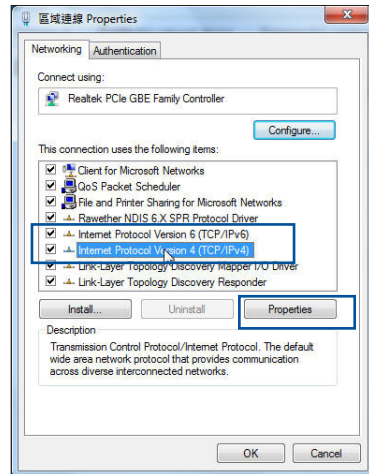 區域連線 Properties
Networking
Authentication
Connect using:
Realtek PCIe GBE Family Controller
Configure...
This connection uses the following items:
Client for Microsoft Networks
QoS Packet Scheduler
File and Printer Sharing for Microsoft Networks
Rawether NDIS 6.X SPR Protocol Driver
Internet Protocol Version 6 (TCP/IPv6)
Internet Protocol Version 4 (TCP/IPv4)
Link-Layer Topology Discovery Mapper I/O Driver
Link-Layer Topology Discovery Responder
Install...
Uninstall
Properties
Description
Transmission Control Protocol/Internet Protocol. The default
wide area network protocol that provides communication
across diverse interconnected networks.
OK
Cancel